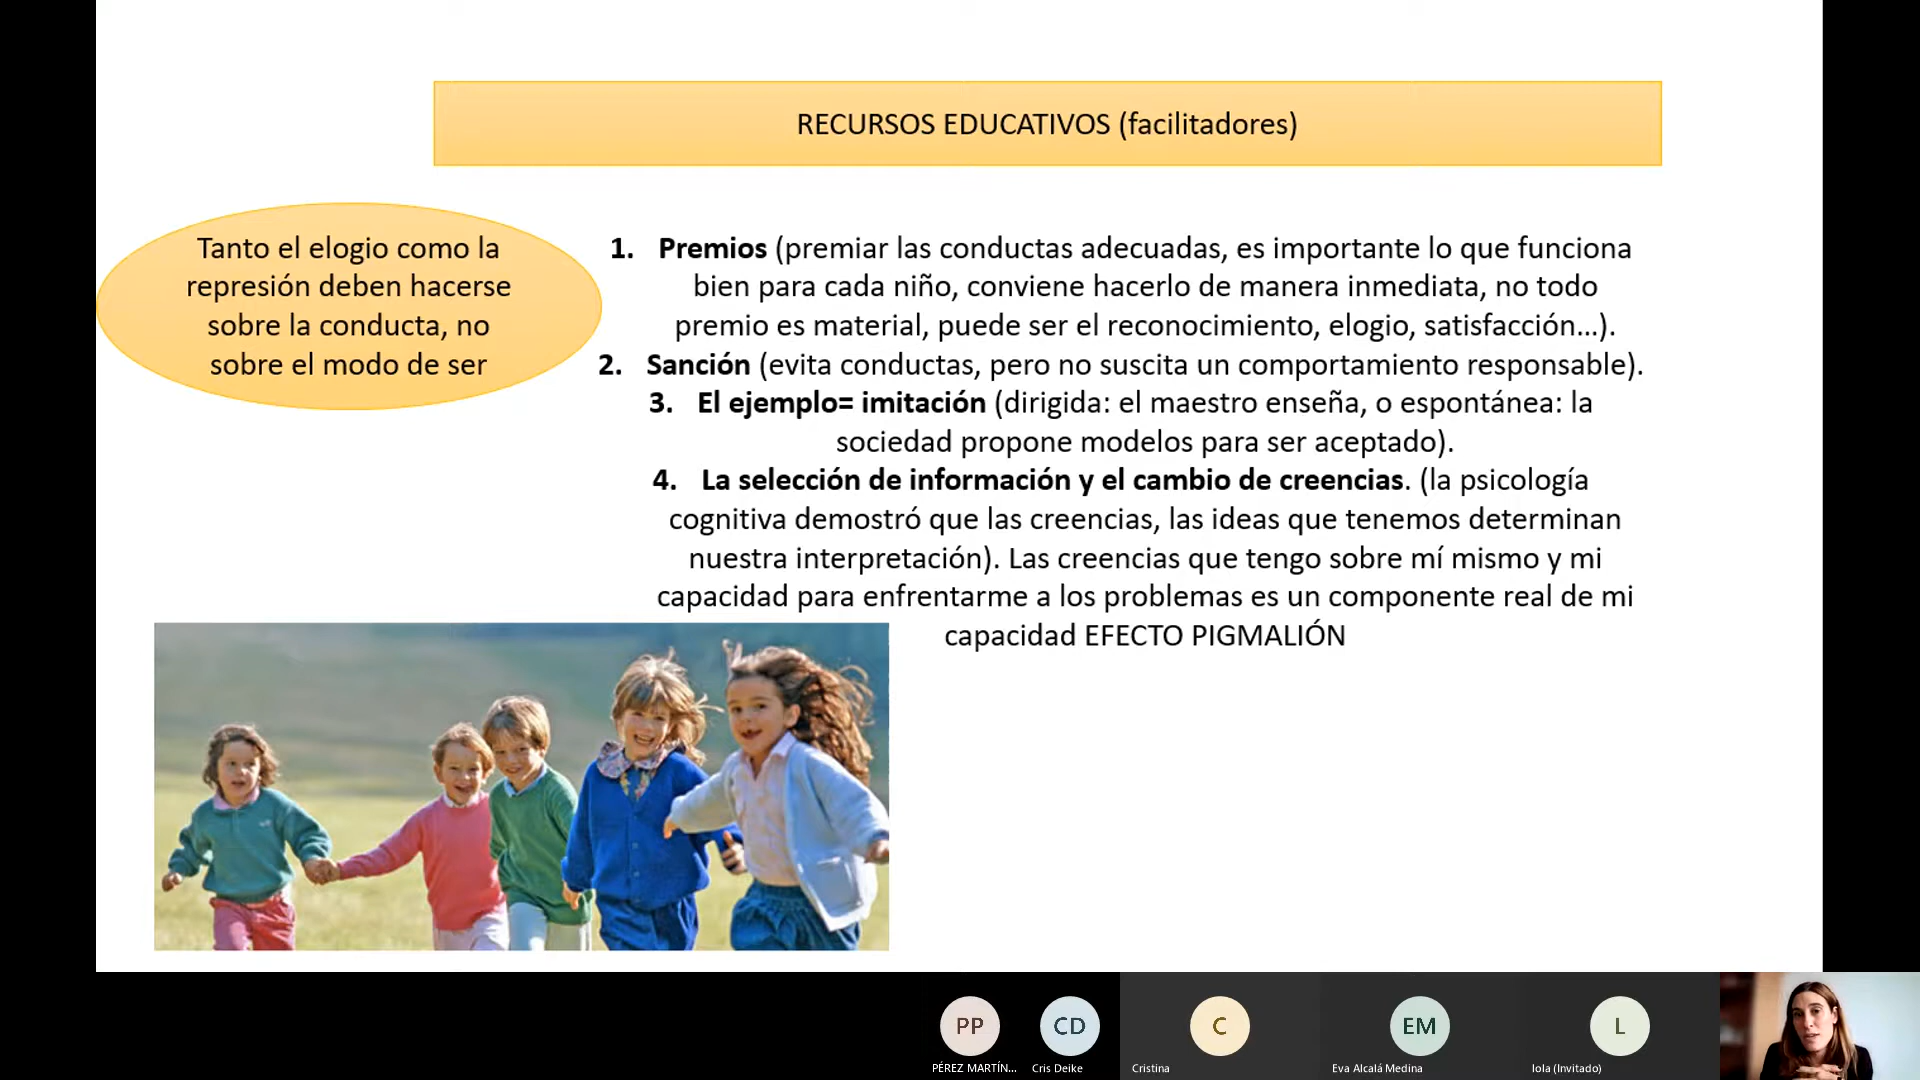 RECURSOS EDUCATIVOS (facilitadores)
Tanto el elogio como la
represión deben hacerse
sobre la conducta, no
sobre el modo de ser
1. Premios (premiar las conductas adecuadas, es importante lo que funciona
bien para cada niño, conviene hacerlo de manera inmediata, no todo
premio es material, puede ser el reconocimiento, elogio, satisfacción...).
2. Sanción (evita conductas, pero no suscita un comportamiento responsable).
3. El ejemplo= imitación (dirigida: el maestro enseña, o espontánea: la
sociedad propone modelos para ser aceptado).
4. La selección de información y el cambio de creencias. (la psicología
cognitiva demostró que las creencias, las ideas que tenemos determinan
nuestra interpretación). Las creencias que tengo sobre mí mismo y mi
capacidad para enfrentarme a los problemas es un componente real de mi
capacidad EFECTO PIGMALIÓN
PP
PÉREZ MARTÍN...
CD
Cris Deike
C
Cristina
EM
Eva Alcalá Medina
L
lola (Invitado)